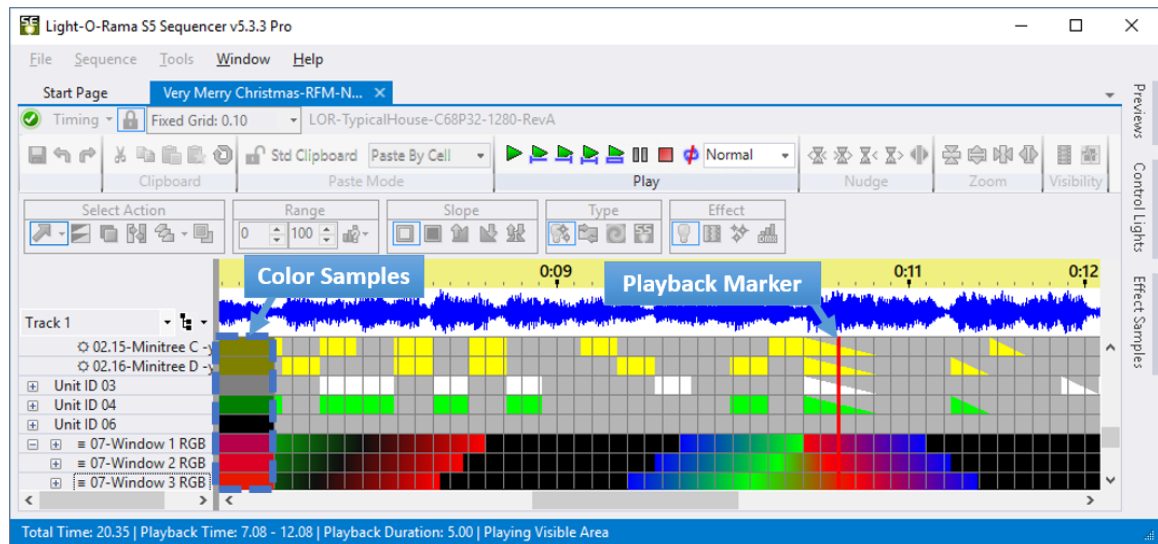 Light-O-Rama S5 Sequencer v5.3.3 Pro
File Sequence Tools Window Help
Start Page Very Merry Christmas-RFM-N...
Timing Fixed Grid: 0.10 LOR-TypicalHouse-C68P32-1280-RevA
Std Clipboard Paste By Cell Normal
Clipboard Paste Mode Play Nudge Zoom Visibility
Select Action Range Slope Type Effect
0 100
Color Samples 0:09 Playback Marker 0:11 0:12
Track 1
02.15-Minitree C -y
02.16-Minitree D -y
Unit ID 03
Unit ID 04
Unit ID 06
07-Window 1 RGB
07-Window 2 RGB
07-Window 3 RGB
Total Time: 20.35 | Playback Time: 7.08 - 12.08 | Playback Duration: 5.00 | Playing Visible Area
Previews
Control Lights
Effect Samples